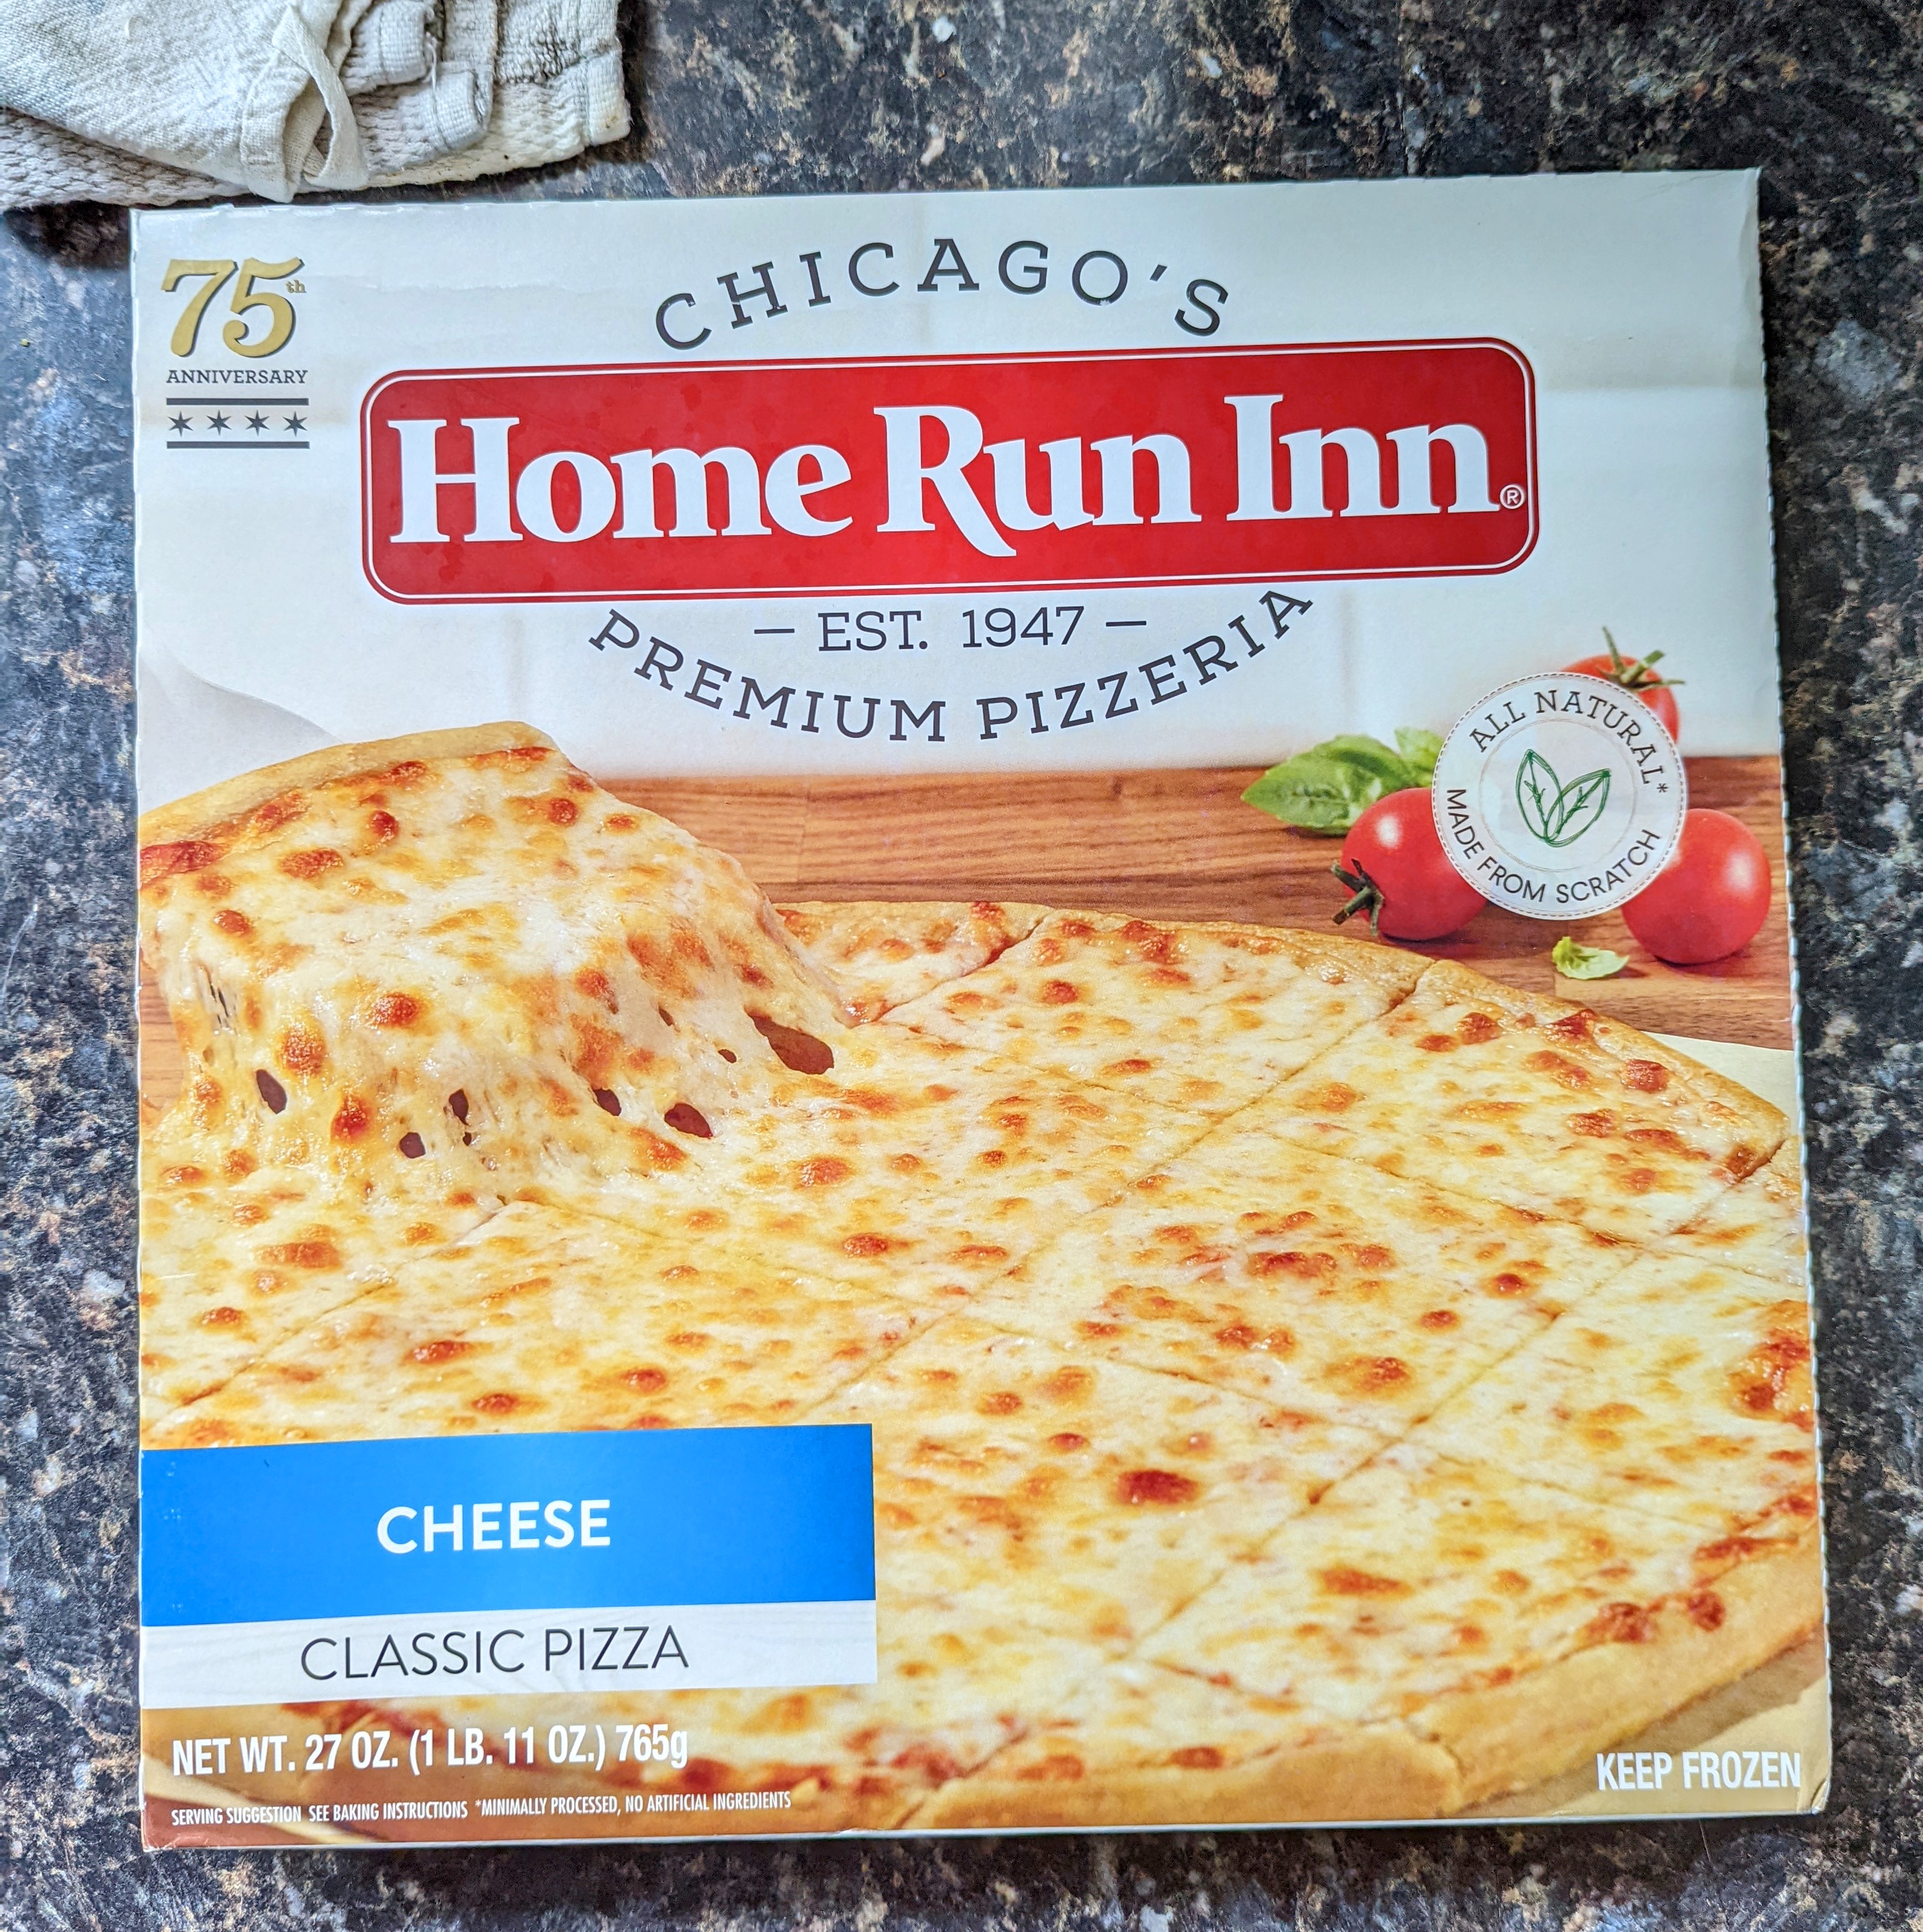 75th
ANNIVERSARY
CHICAGO'S
Home Run Inn®
— EST. 1947 —
PREMIUM PIZZERIA
ALL NATURAL*
MADE FROM SCRATCH
CHEESE
CLASSIC PIZZA
NET WT. 27 OZ. (1 LB. 11 OZ.) 765g
KEEP FROZEN
SERVING SUGGESTION SEE BAKING INSTRUCTIONS *MINIMALLY PROCESSED, NO ARTIFICIAL INGREDIENTS